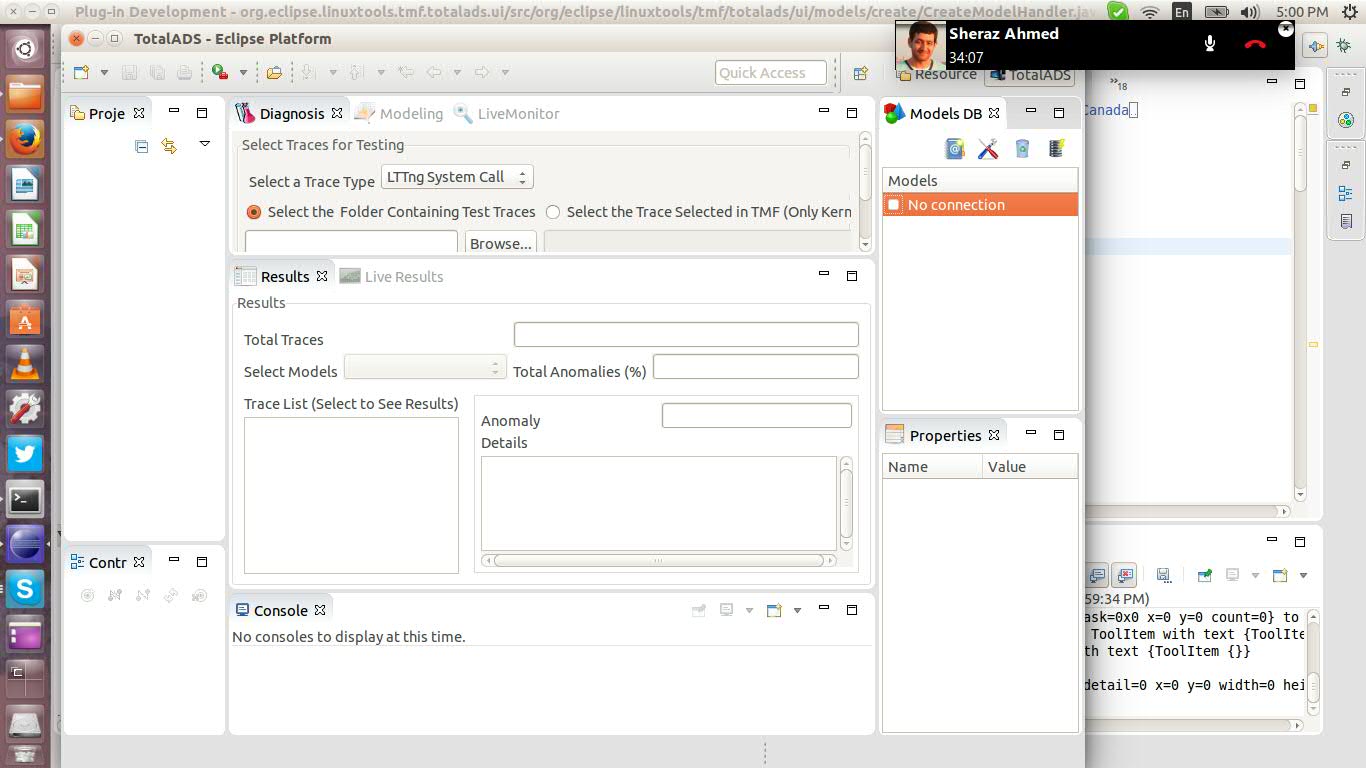 Plug-in Development - org.eclipse.linuxtools.tmf.totalads.ui/src/org/eclipse/linuxtools/tmf/totalads/ui/models/create/CreateModelHandler.jav
En
5:00 PM
TotalADS - Eclipse Platform
Sheraz Ahmed
34:07
Quick Access
Resource
TotalADS
Proje
Diagnosis
Modeling
LiveMonitor
Models DB
»18
Canada
Select Traces for Testing
Select a Trace Type
LTTng System Call
Models
Select the Folder Containing Test Traces
Select the Trace Selected in TMF (Only Kern
No connection
Browse...
Results
Live Results
Results
Total Traces
Select Models
Total Anomalies (%)
Trace List (Select to See Results)
Anomaly
Details
Properties
Name
Value
Contr
Console
No consoles to display at this time.
59:34 PM)
ask=0x0 x=0 y=0 count=0} to
ToolItem with text {ToolIte
th text {ToolItem {}}
detail=0 x=0 y=0 width=0 hei